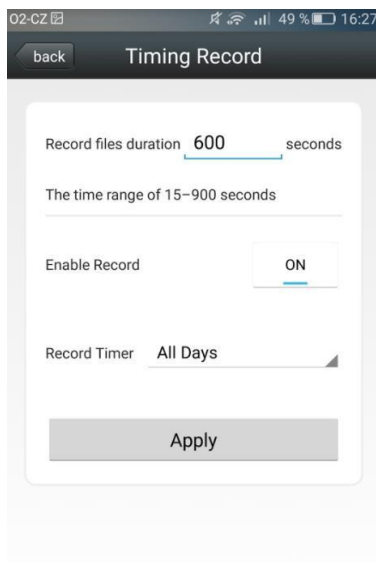 O2-CZ 49 % 16:27
back Timing Record
Record files duration 600 seconds
The time range of 15–900 seconds
Enable Record ON
Record Timer All Days
Apply